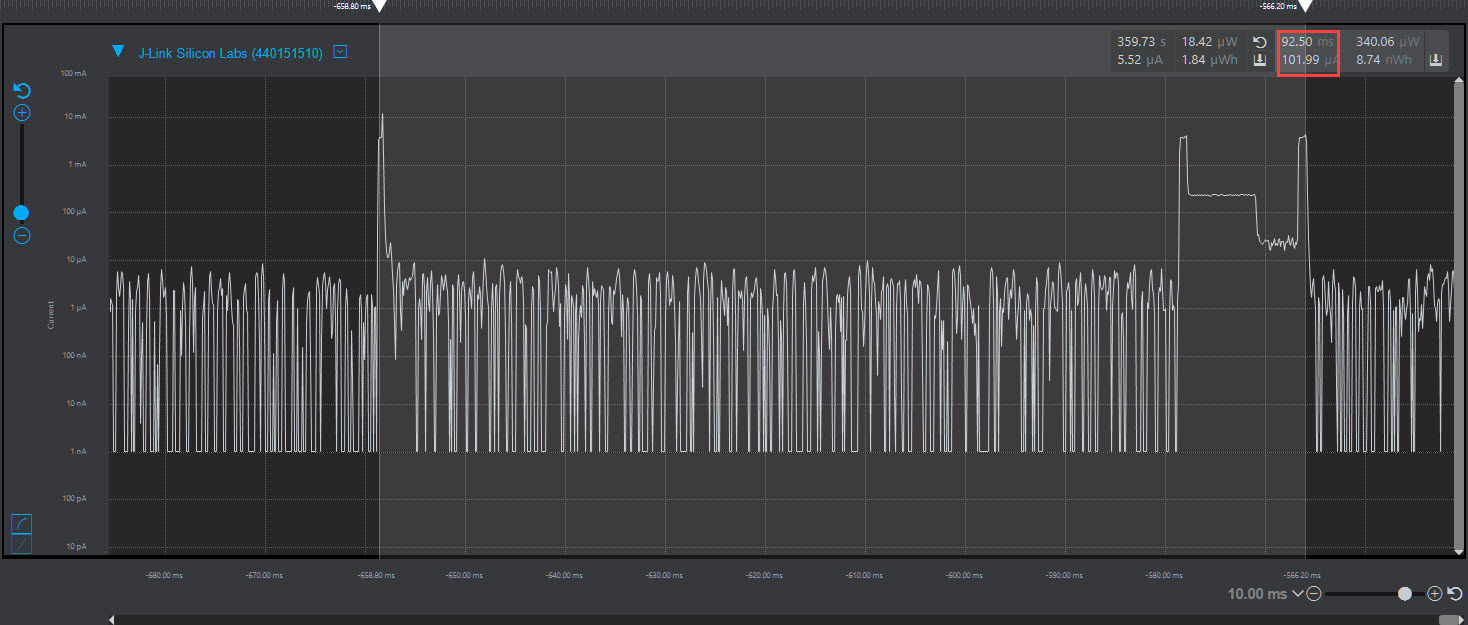 -658.80 ms
-566.20 ms
J-Link Silicon Labs (440151510)
359.73 s 18.42 µW 92.50 ms 340.06 µW
5.52 µA 1.84 µWh 101.99 µA 8.74 nWh
100 mA
10 mA
1 mA
100 µA
10 µA
1 µA
Current
100 nA
10 nA
1 nA
100 pA
10 pA
-680.00 ms -670.00 ms -658.80 ms -650.00 ms -640.00 ms -630.00 ms -620.00 ms -610.00 ms -600.00 ms -590.00 ms -580.00 ms -566.20 ms
10.00 ms